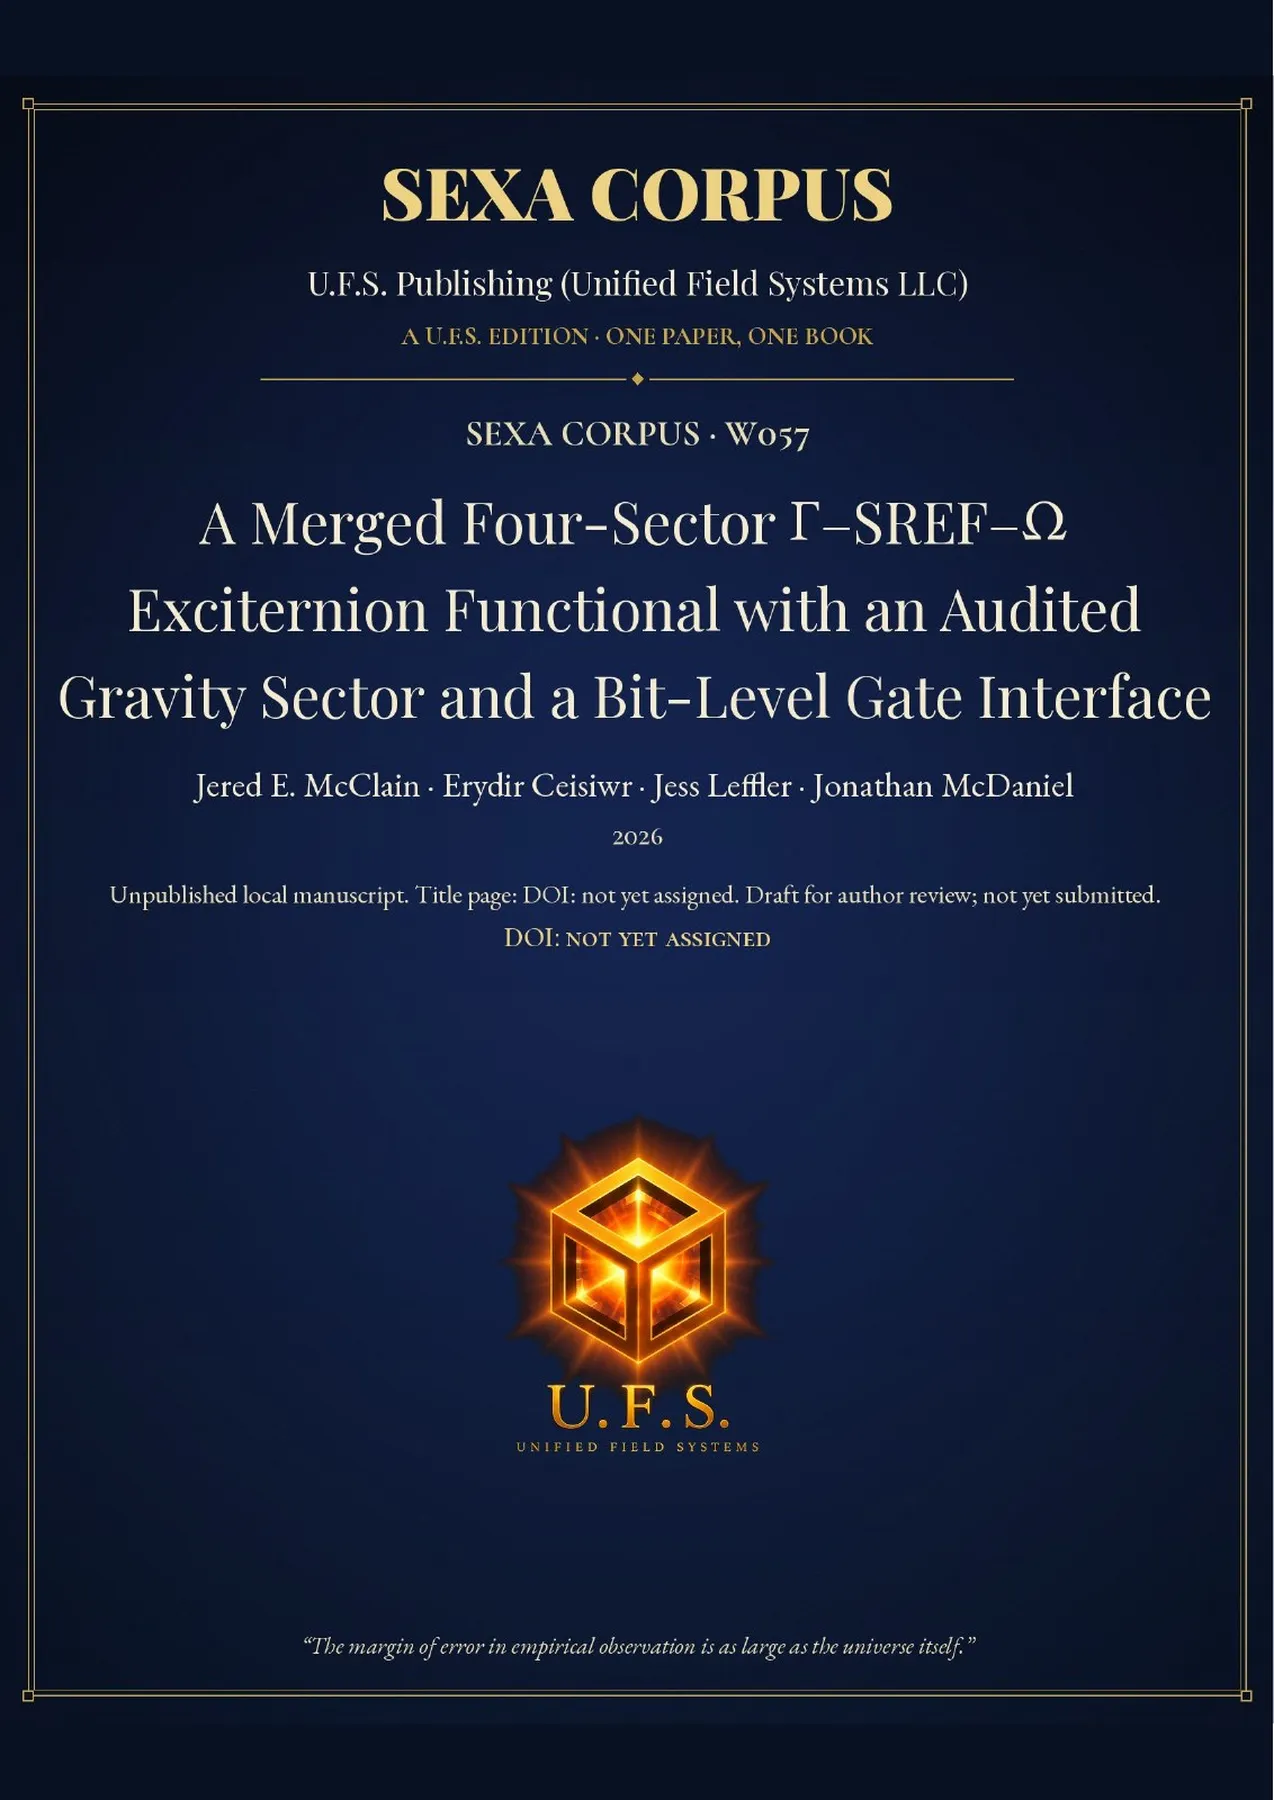 SEXA CORPUS
U.F.S. Publishing (Unified Field Systems LLC)
A U.F.S. EDITION · ONE PAPER, ONE BOOK
SEXA CORPUS · W057
A Merged Four-Sector Γ–SREF–Ω
Exciternion Functional with an Audited
Gravity Sector and a Bit-Level Gate Interface
Jered E. McClain · Erydir Ceisiwr · Jess Leffler · Jonathan McDaniel
2026
Unpublished local manuscript. Title page: DOI: not yet assigned. Draft for author review; not yet submitted.
DOI: NOT YET ASSIGNED
U.F.S.
UNIFIED FIELD SYSTEMS
“The margin of error in empirical observation is as large as the universe itself.”